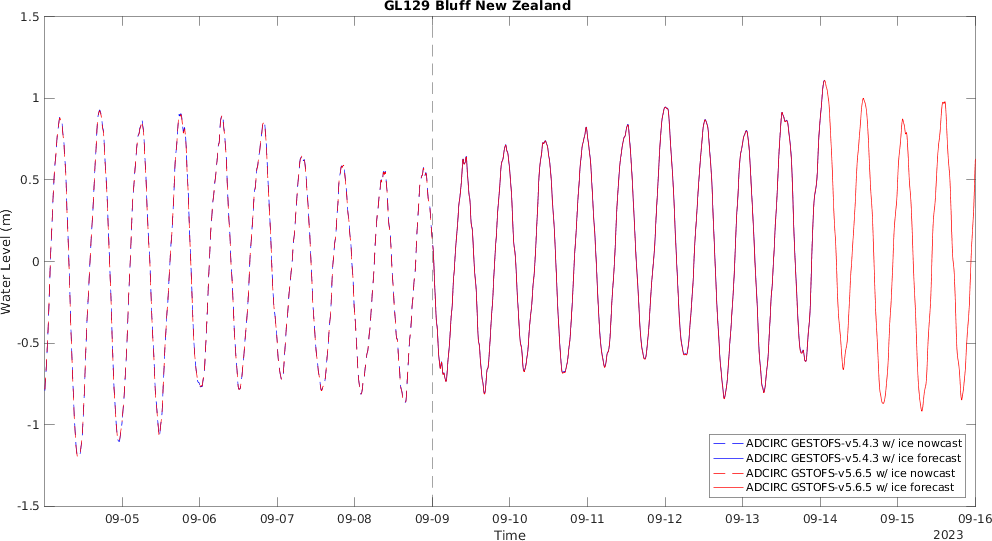 GL129 Bluff New Zealand
1.5
1
0.5
0
-0.5
-1
-1.5
Water Level (m)
09-05 09-06 09-07 09-08 09-09 09-10 09-11 09-12 09-13 09-14 09-15 09-16
Time
2023
ADCIRC GESTOFS-v5.4.3 w/ ice nowcast
ADCIRC GESTOFS-v5.4.3 w/ ice forecast
ADCIRC GSTOFS-v5.6.5 w/ ice nowcast
ADCIRC GSTOFS-v5.6.5 w/ ice forecast